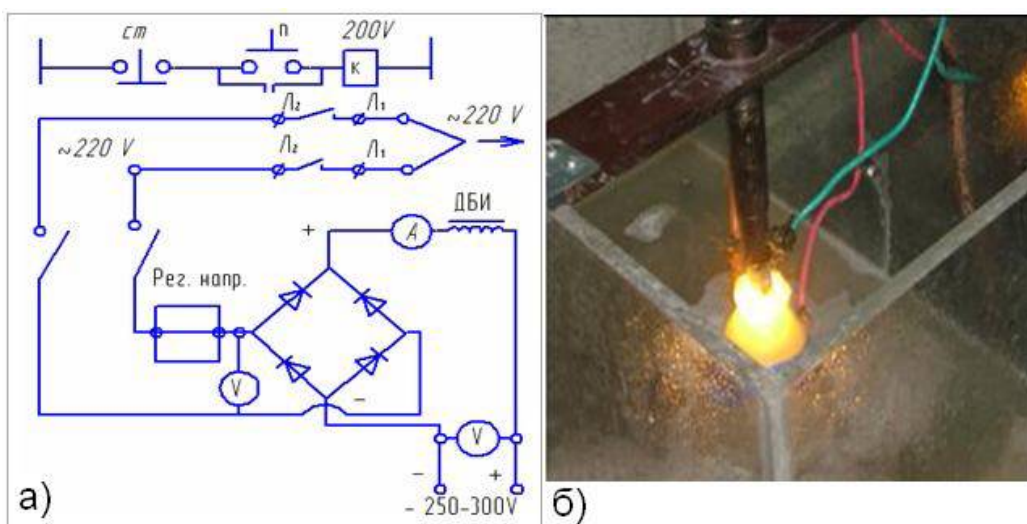 ст
п
200V
к
Л₂
Л₁
~220 V
~220 V
Л₂
Л₁
ДБИ
+
А
Рег. напр.
V
-
V
-
+
- 250-300V
а)
б)